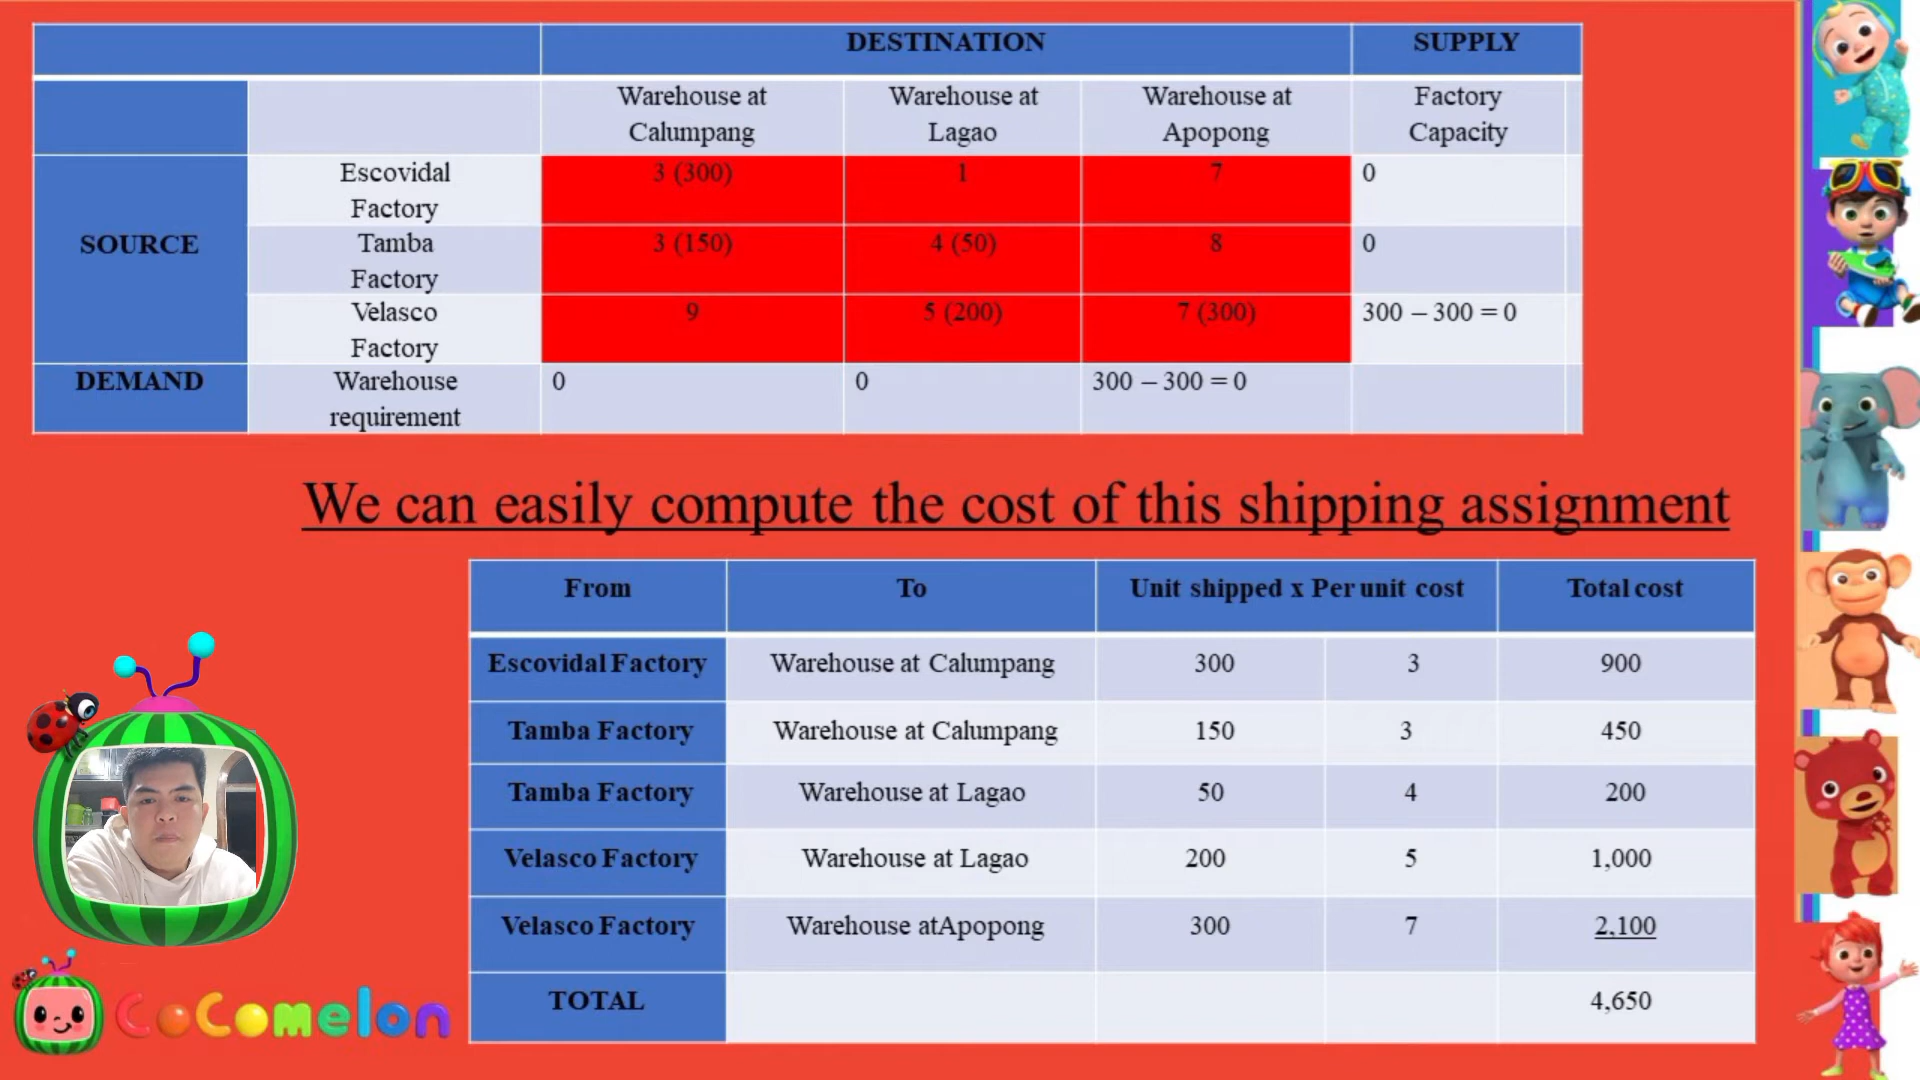 DESTINATION SUPPLY
Warehouse at Calumpang Warehouse at Lagao Warehouse at Apopong Factory Capacity
SOURCE
Escovidal Factory 3 (300) 1 7 0
Tamba Factory 3 (150) 4 (50) 8 0
Velasco Factory 9 5 (200) 7 (300) 300 – 300 = 0
DEMAND Warehouse requirement 0 0 300 – 300 = 0
We can easily compute the cost of this shipping assignment
From To Unit shipped x Per unit cost Total cost
Escovidal Factory Warehouse at Calumpang 300 3 900
Tamba Factory Warehouse at Calumpang 150 3 450
Tamba Factory Warehouse at Lagao 50 4 200
Velasco Factory Warehouse at Lagao 200 5 1,000
Velasco Factory Warehouse atApopong 300 7 2,100
TOTAL 4,650
CoComelon